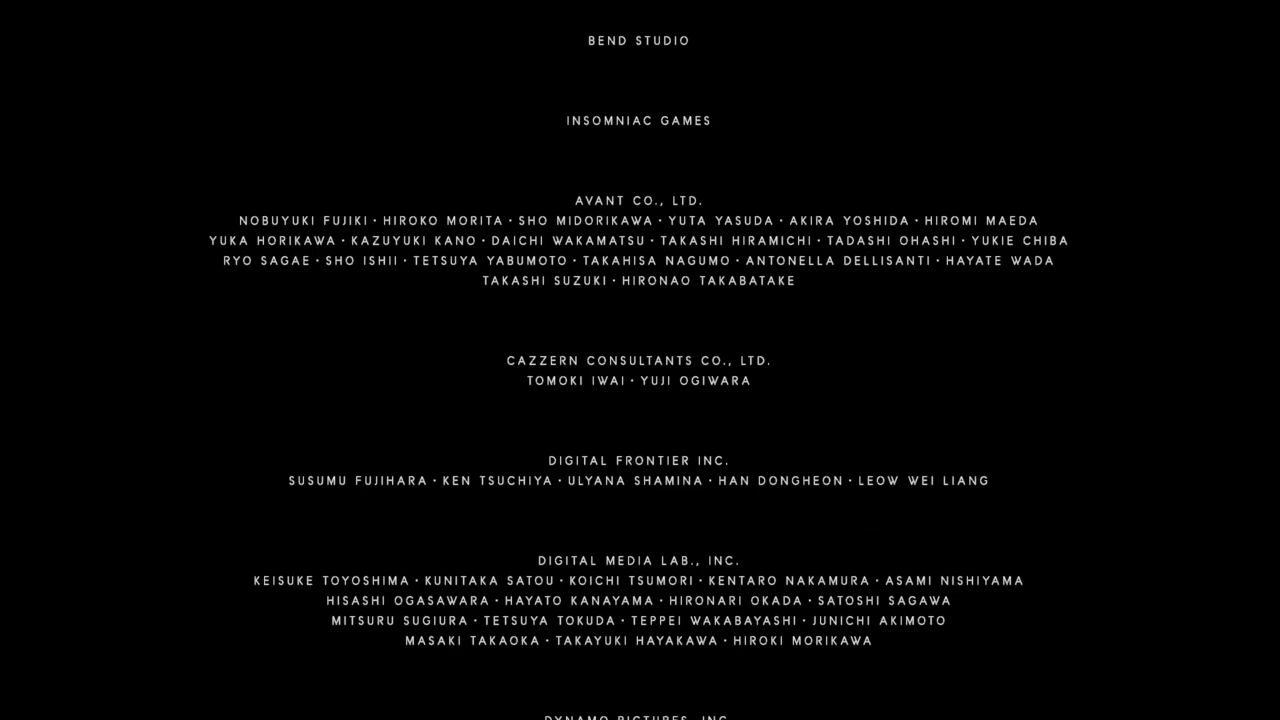 BEND STUDIO
INSOMNIAC GAMES
AVANT CO., LTD.
NOBUYUKI FUJIKI · HIROKO MORITA · SHO MIDORIKAWA · YUTA YASUDA · AKIRA YOSHIDA · HIROMI MAEDA
YUKA HORIKAWA · KAZUYUKI KANO · DAICHI WAKAMATSU · TAKASHI HIRAMICHI · TADASHI OHASHI · YUKIE CHIBA
RYO SAGAE · SHO ISHII · TETSUYA YABUMOTO · TAKAHISA NAGUMO · ANTONELLA DELLISANTI · HAYATE WADA
TAKASHI SUZUKI · HIRONAO TAKABATAKE
CAZZERN CONSULTANTS CO., LTD.
TOMOKI IWAI · YUJI OGIWARA
DIGITAL FRONTIER INC.
SUSUMU FUJIHARA · KEN TSUCHIYA · ULYANA SHAMINA · HAN DONGHEON · LEOW WEI LIANG
DIGITAL MEDIA LAB., INC.
KEISUKE TOYOSHIMA · KUNITAKA SATOU · KOICHI TSUMORI · KENTARO NAKAMURA · ASAMI NISHIYAMA
HISASHI OGASAWARA · HAYATO KANAYAMA · HIRONARI OKADA · SATOSHI SAGAWA
MITSURU SUGIURA · TETSUYA TOKUDA · TEPPEI WAKABAYASHI · JUNICHI AKIMOTO
MASAKI TAKAOKA · TAKAYUKI HAYAKAWA · HIROKI MORIKAWA
DYNAMO PICTURES, INC.